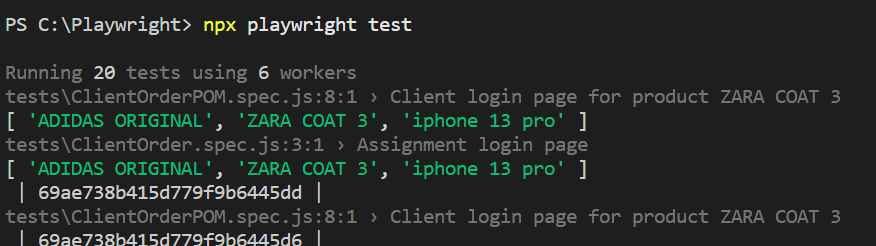 PS C:\Playwright> npx playwright test
Running 20 tests using 6 workers
tests\ClientOrderPOM.spec.js:8:1 › Client login page for product ZARA COAT 3
[ 'ADIDAS ORIGINAL', 'ZARA COAT 3', 'iphone 13 pro' ]
tests\ClientOrder.spec.js:3:1 › Assignment login page
[ 'ADIDAS ORIGINAL', 'ZARA COAT 3', 'iphone 13 pro' ]
| 69ae738b415d779f9b6445dd |
tests\ClientOrderPOM.spec.js:8:1 › Client login page for product ZARA COAT 3
| 69ae738b415d779f9b6445d6 |